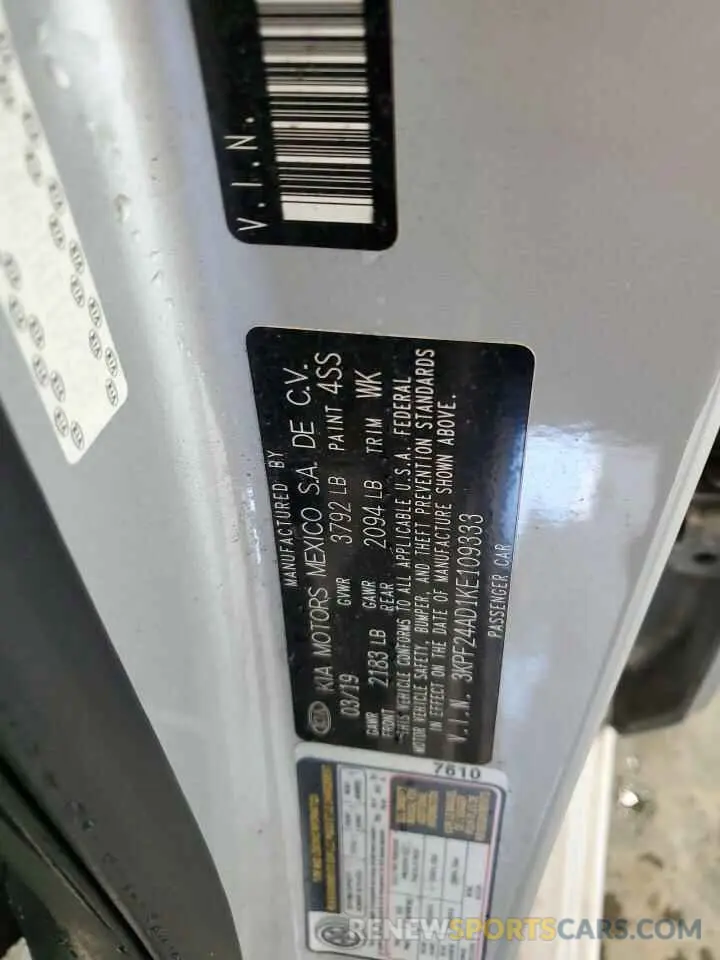 V.I.N.
MANUFACTURED BY
KIA MOTORS MEXICO S.A. DE C.V.
03/19 GVWR 3792 LB PAINT 4SS
GAWR FRONT 2183 LB GAWR REAR 2094 LB TRIM WK
THIS VEHICLE CONFORMS TO ALL APPLICABLE U.S.A. FEDERAL
MOTOR VEHICLE SAFETY, BUMPER, AND THEFT PREVENTION STANDARDS
IN EFFECT ON THE DATE OF MANUFACTURE SHOWN ABOVE.
V.I.N. 3KPF24AD1KE109333
PASSENGER CAR
7610
RENEWSPORTSCARS.COM